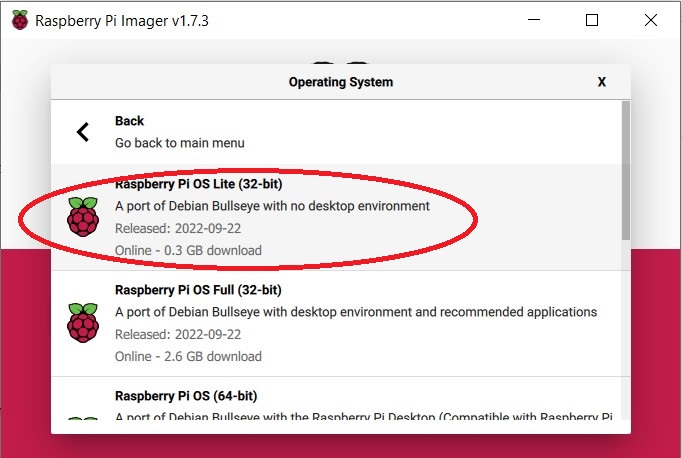 Raspberry Pi Imager v1.7.3
Operating System
X
Back
Go back to main menu
Raspberry Pi OS Lite (32-bit)
A port of Debian Bullseye with no desktop environment
Released: 2022-09-22
Online - 0.3 GB download
Raspberry Pi OS Full (32-bit)
A port of Debian Bullseye with desktop environment and recommended applications
Released: 2022-09-22
Online - 2.6 GB download
Raspberry Pi OS (64-bit)
A port of Debian Bullseye with the Raspberry Pi Desktop (Compatible with Raspberry Pi